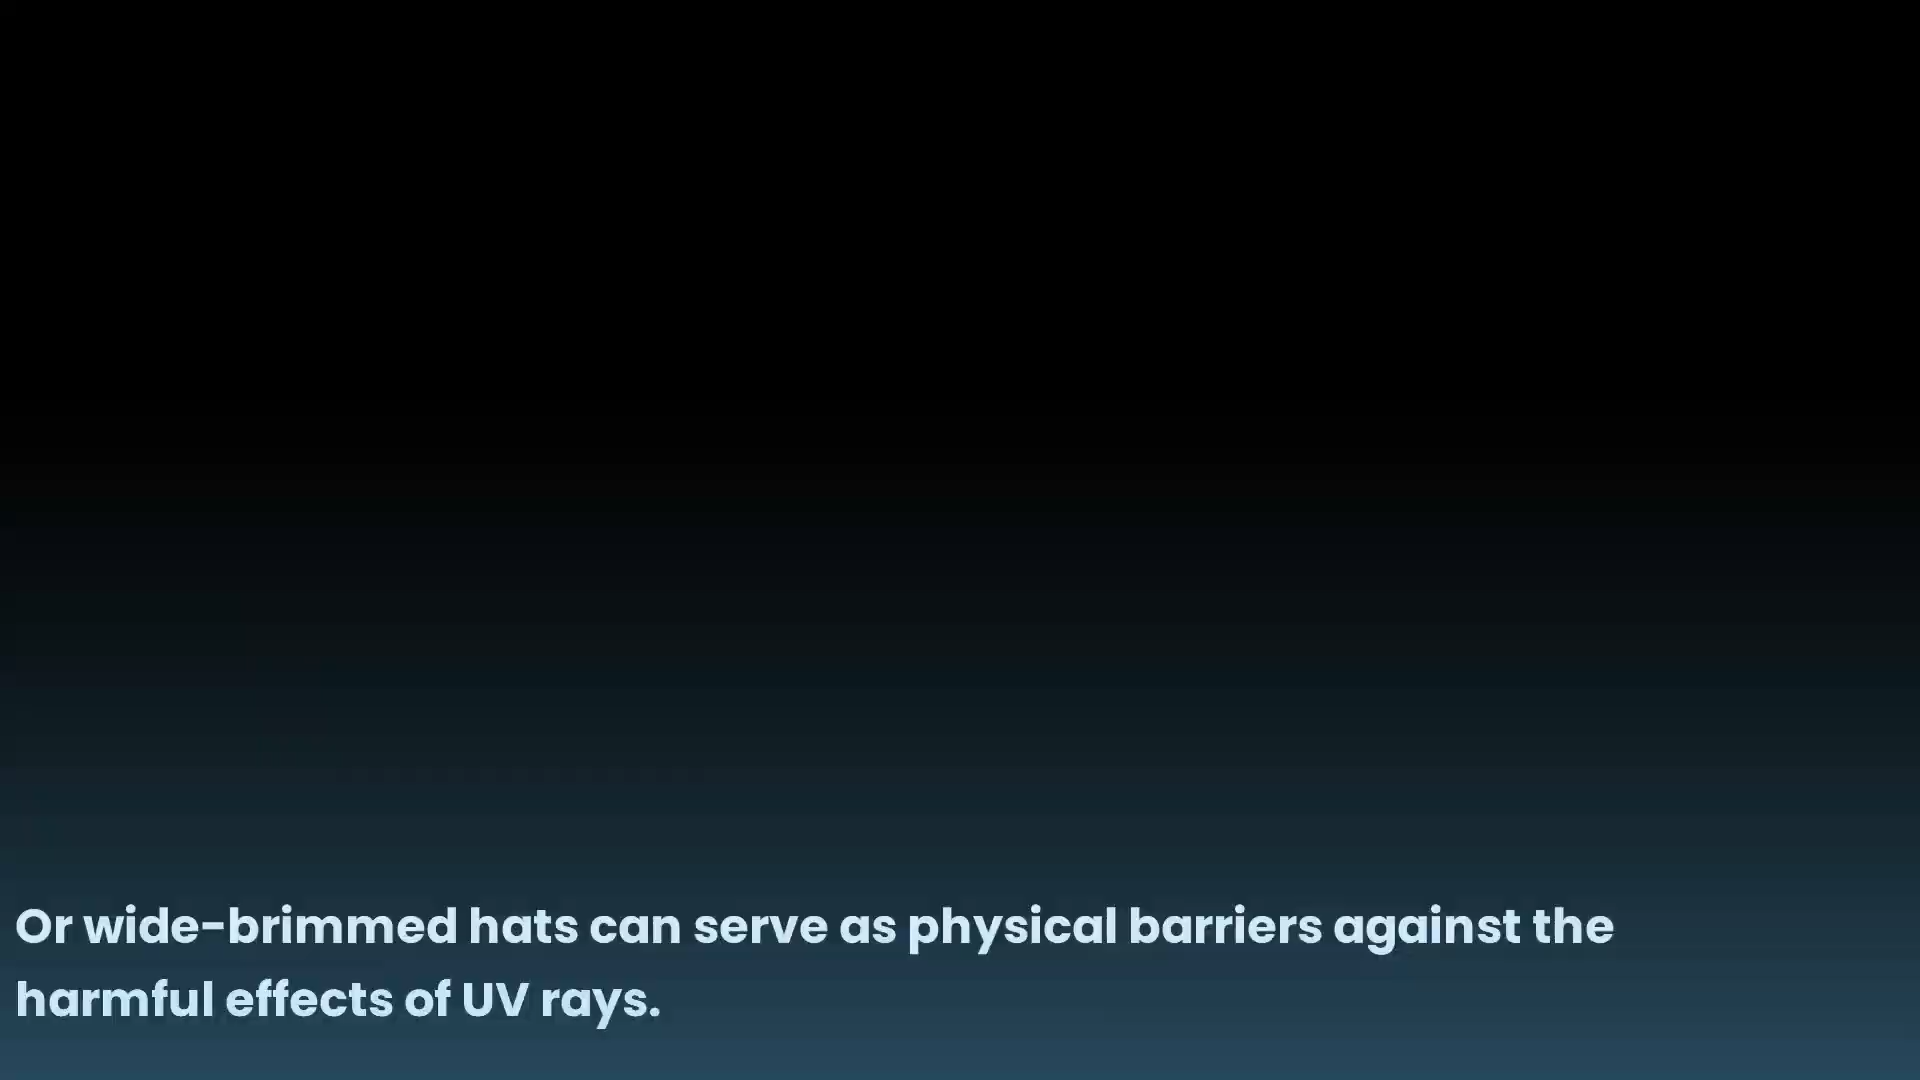 Or wide-brimmed hats can serve as physical barriers against the
harmful effects of UV rays.